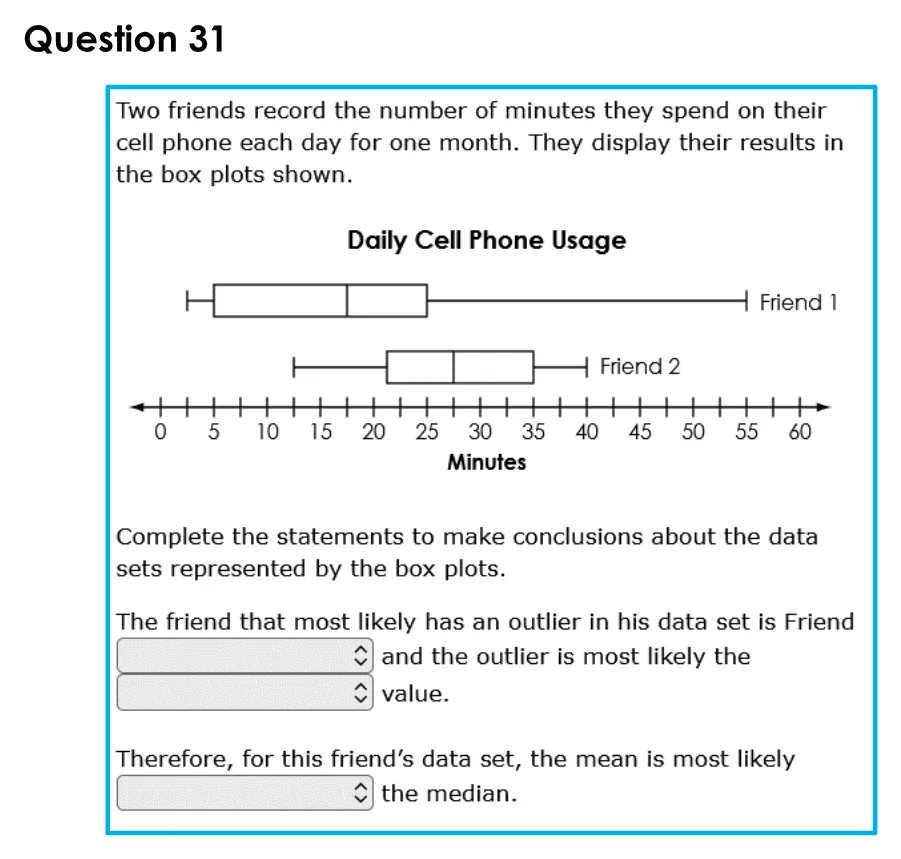 Question 31
Two friends record the number of minutes they spend on their
cell phone each day for one month. They display their results in
the box plots shown.
Daily Cell Phone Usage
Friend 1
Friend 2
0 5 10 15 20 25 30 35 40 45 50 55 60
Minutes
Complete the statements to make conclusions about the data
sets represented by the box plots.
The friend that most likely has an outlier in his data set is Friend
and the outlier is most likely the
value.
Therefore, for this friend’s data set, the mean is most likely
the median.